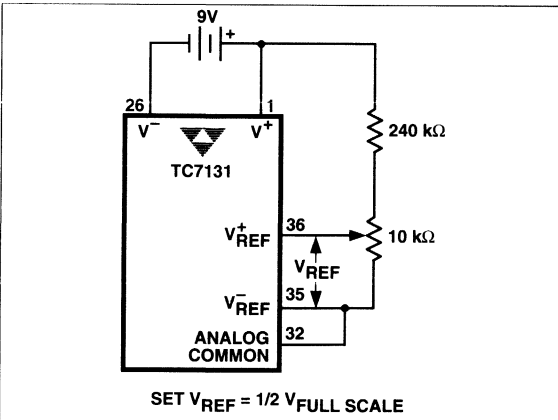 9V
+
26
1
V–
V+
TC7131
240 kΩ
V+REF
36
10 kΩ
VREF
V–REF
35
ANALOG
COMMON
32
SET VREF = 1/2 VFULL SCALE